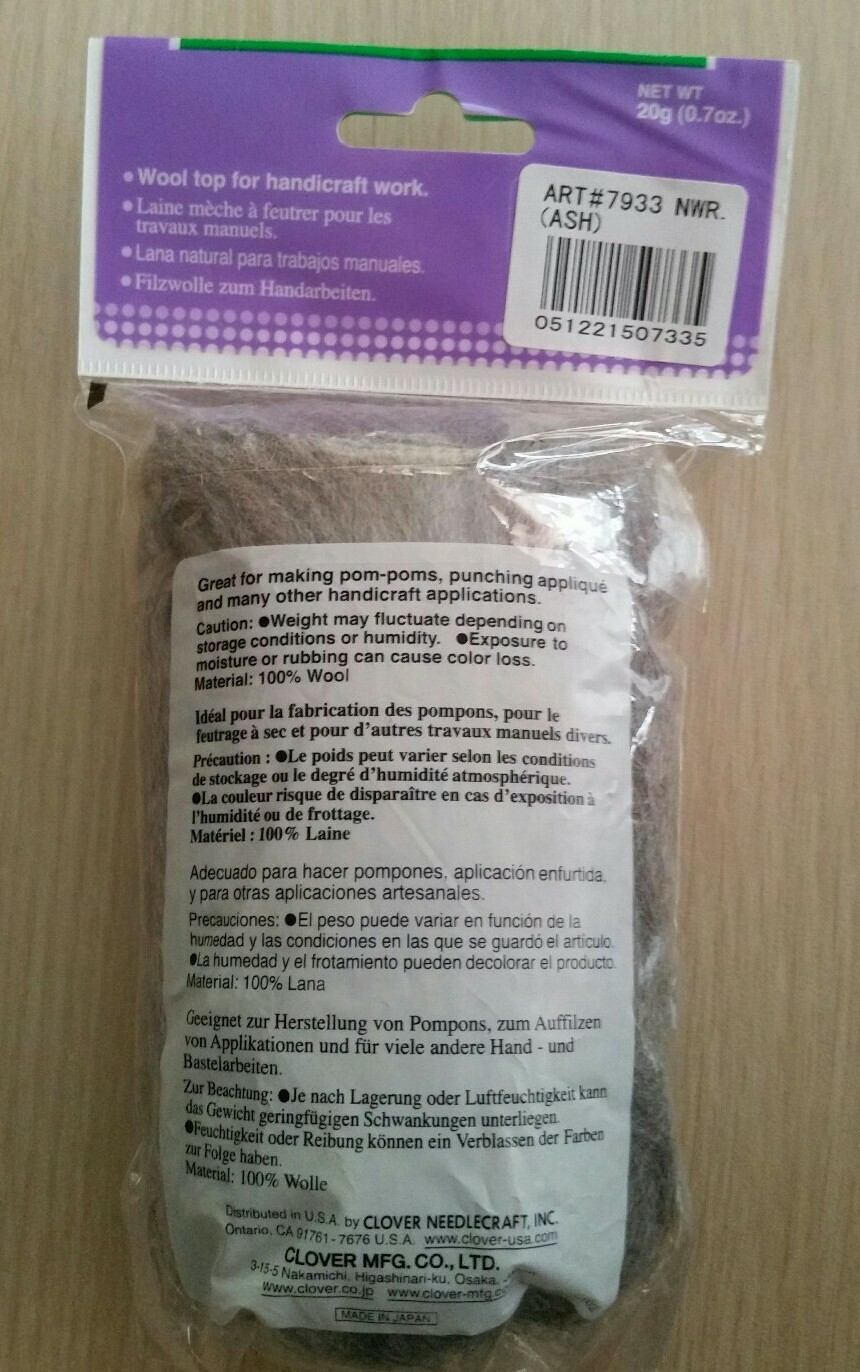 NET WT
20g (0.7oz.)
• Wool top for handicraft work.
• Laine mèche à feutrer pour les
travaux manuels.
• Lana natural para trabajos manuales.
• Filzwolle zum Handarbeiten.
ART#7933 NWR.
(ASH)
051221507335
Great for making pom-poms, punching appliqué
and many other handicraft applications.
Caution: ●Weight may fluctuate depending on
storage conditions or humidity. ●Exposure to
moisture or rubbing can cause color loss.
Material: 100% Wool
Idéal pour la fabrication des pompons, pour le
feutrage à sec et pour d'autres travaux manuels divers.
Précaution : ●Le poids peut varier selon les conditions
de stockage ou le degré d'humidité atmosphérique.
●La couleur risque de disparaître en cas d'exposition à
l'humidité ou de frottage.
Matériel : 100% Laine
Adecuado para hacer pompones, aplicación enfurtida,
y para otras aplicaciones artesanales.
Precauciones: ●El peso puede variar en función de la
humedad y las condiciones en las que se guardó el artículo.
●La humedad y el frotamiento pueden decolorar el producto.
Material: 100% Lana
Geeignet zur Herstellung von Pompons, zum Auffilzen
von Applikationen und für viele andere Hand - und
Bastelarbeiten.
Zur Beachtung: ●Je nach Lagerung oder Luftfeuchtigkeit kann
das Gewicht geringfügigen Schwankungen unterliegen.
●Feuchtigkeit oder Reibung können ein Verblassen der Farben
zur Folge haben.
Material: 100% Wolle
Distributed in U.S.A. by CLOVER NEEDLECRAFT, INC.
Ontario, CA 91761-7676 U.S.A. www.clover-usa.com
CLOVER MFG. CO., LTD.
3-15-5 Nakamichi, Higashinari-ku, Osaka,
www.clover.co.jp www.clover-mfg.c
MADE IN JAPAN